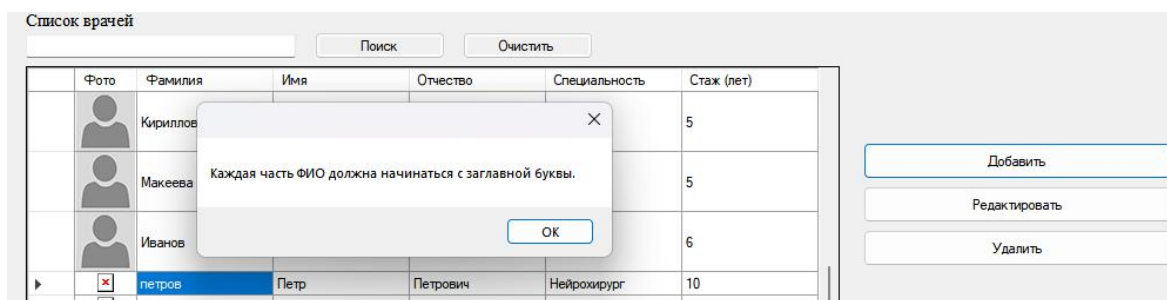 Список врачей
Поиск Очистить
Фото Фамилия Имя Отчество Специальность Стаж (лет)
Кириллов 5
Каждая часть ФИО должна начинаться с заглавной буквы.
Макеева 5
OK
Иванов 6
петров Петр Петрович Нейрохирург 10
Добавить
Редактировать
Удалить